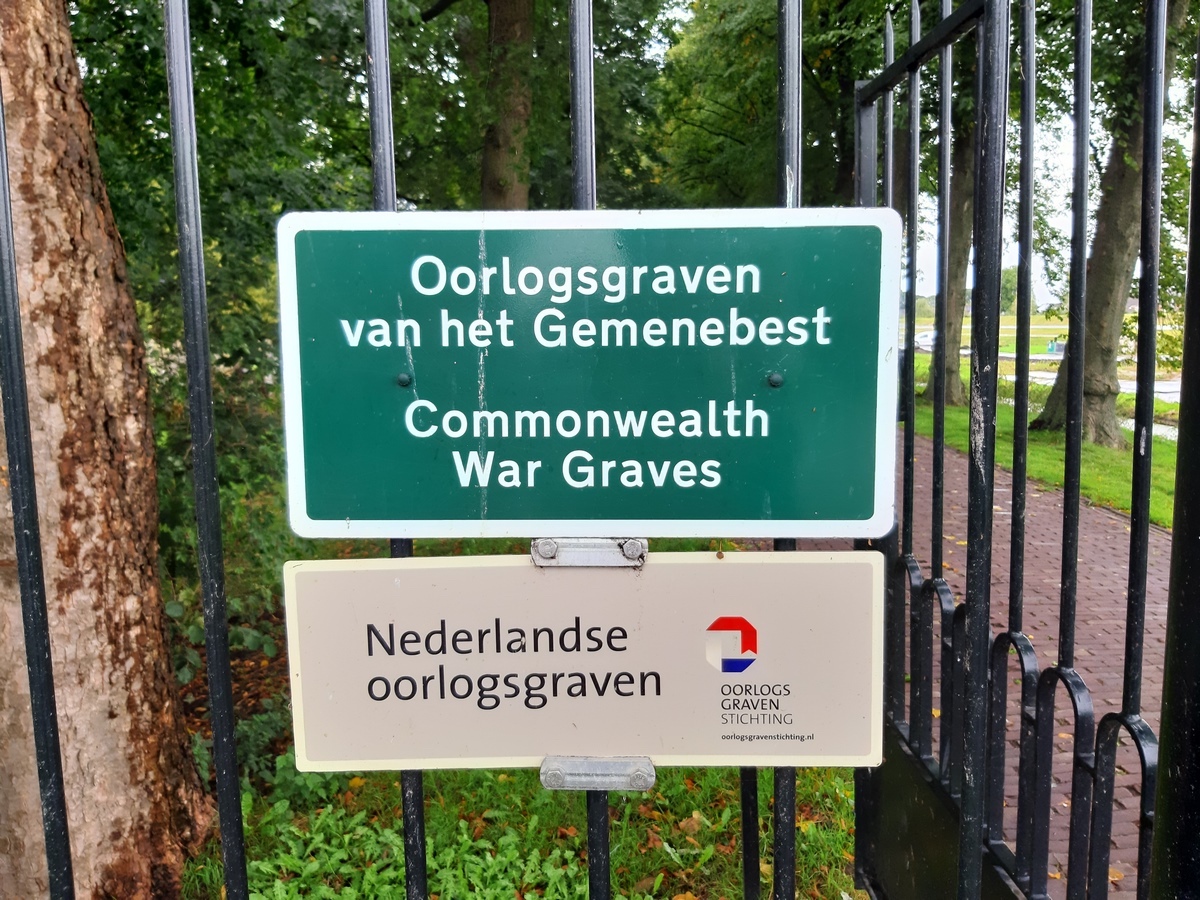 Oorlogsgraven
van het Gemenebest
Commonwealth
War Graves
Nederlandse
oorlogsgraven
OORLOGS
GRAVEN
STICHTING
oorlogsgravenstichting.nl